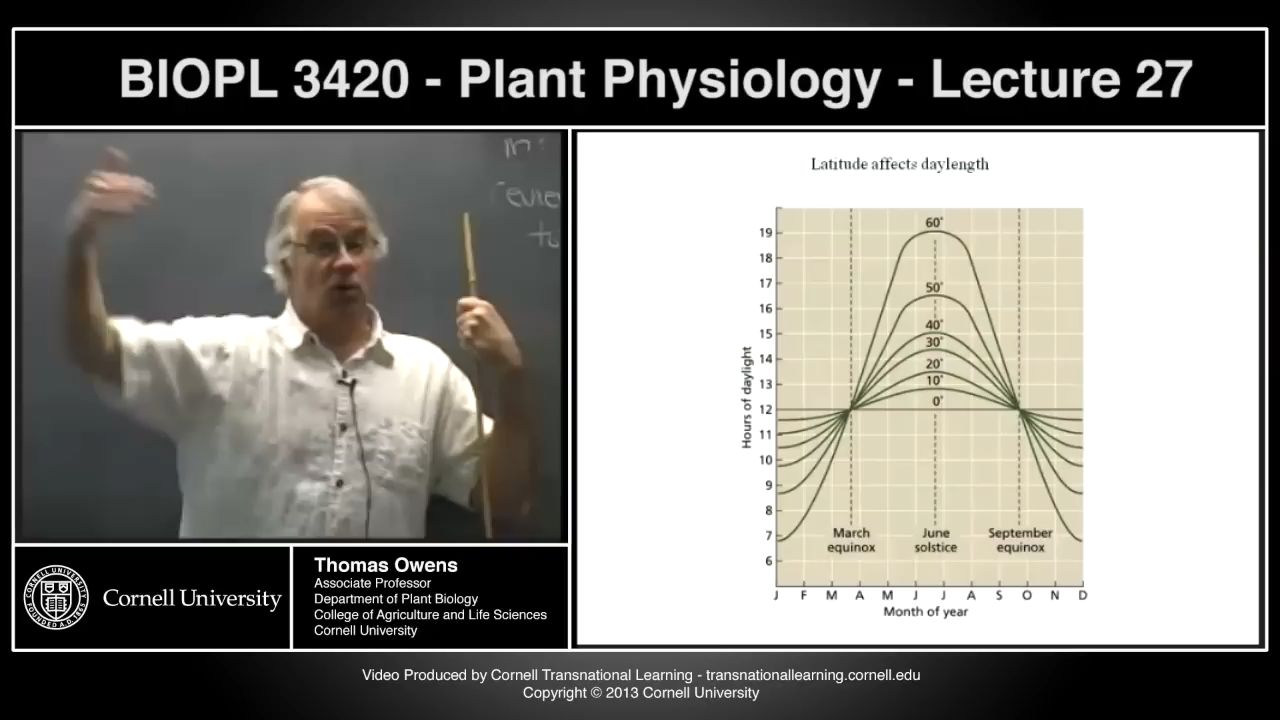 BIOPL 3420 - Plant Physiology - Lecture 27
Latitude affects daylength
Hours of daylight
19
18
17
16
15
14
13
12
11
10
9
8
7
6
60°
50°
40°
30°
20°
10°
0°
March
equinox
June
solstice
September
equinox
J F M A M J J A S O N D
Month of year
Cornell University
Thomas Owens
Associate Professor
Department of Plant Biology
College of Agriculture and Life Sciences
Cornell University
Video Produced by Cornell Transnational Learning - transnationallearning.cornell.edu
Copyright © 2013 Cornell University